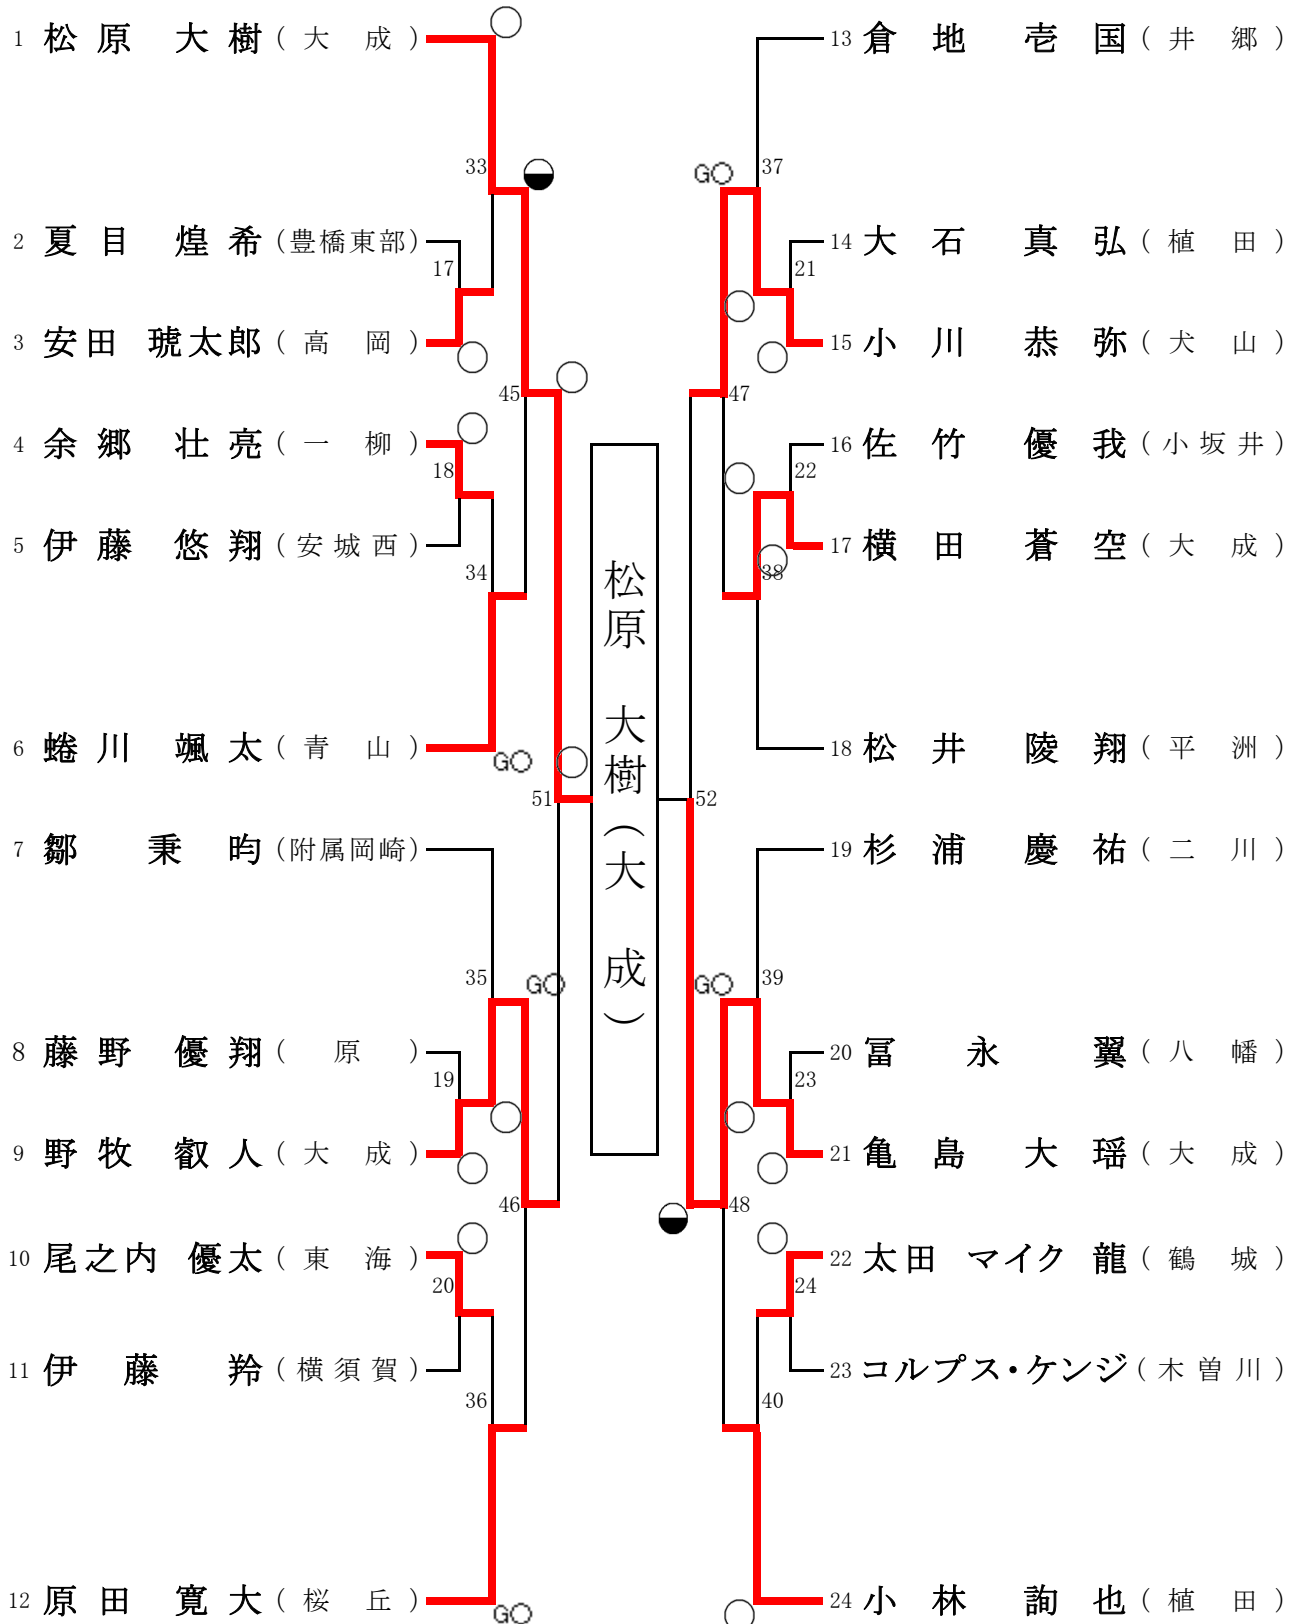 1 松原 大樹 (大成)
2 夏目 煌希 (豊橋東部)
3 安田 琥太郎 (高岡)
4 余郷 壮亮 (一柳)
5 伊藤 悠翔 (安城西)
6 蜷川 颯太 (青山)
7 鄒 秉昀 (附属岡崎)
8 藤野 優翔 (原)
9 野牧 叡人 (大成)
10 尾之内 優太 (東海)
11 伊藤 羚 (横須賀)
12 原田 寛大 (桜丘)
33
17
45
18
34
G○
51
35
G○
19
46
20
36
G○
松原 大樹(大成)
13 倉地 壱国 (井郷)
14 大石 真弘 (植田)
15 小川 恭弥 (犬山)
16 佐竹 優我 (小坂井)
17 横田 蒼空 (大成)
18 松井 陵翔 (平洲)
19 杉浦 慶祐 (二川)
20 冨永 翼 (八幡)
21 亀島 大瑶 (大成)
22 太田 マイク 龍 (鶴城)
23 コルプス・ケンジ (木曽川)
24 小林 詢也 (植田)
G○
37
21
47
22
38
52
G○
39
23
48
24
40